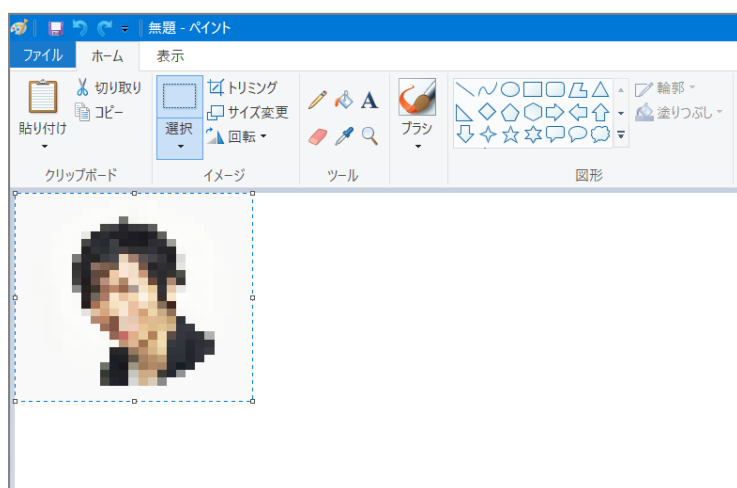 無題 - ペイント
ファイル ホーム 表示
貼り付け
切り取り
コピー
クリップボード
選択
トリミング
サイズ変更
回転
イメージ
A
ツール
ブラシ
輪郭
塗りつぶし
図形